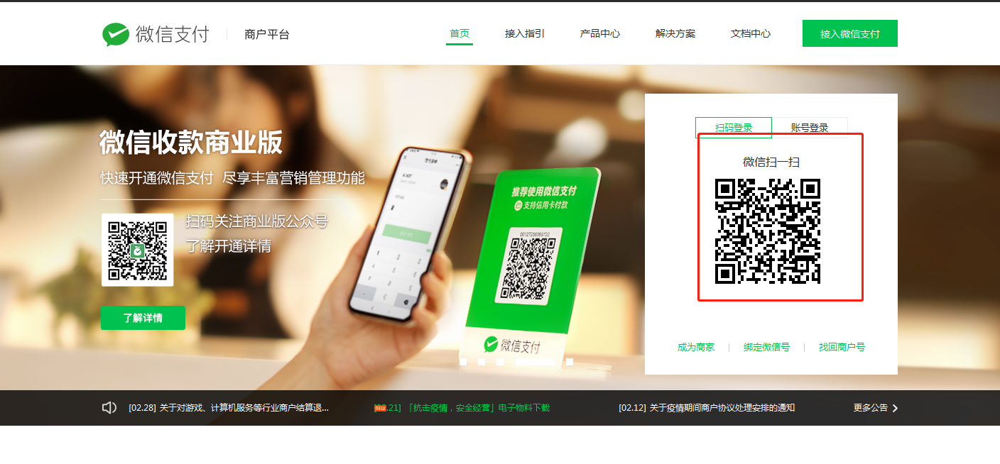 微信支付
商户平台
首页
接入指引
产品中心
解决方案
文档中心
接入微信支付
微信收款商业版
快速开通微信支付 尽享丰富营销管理功能
扫码关注商业版公众号
了解开通详情
了解详情
推荐使用微信支付
支持信用卡付款
微信支付
扫码登录
账号登录
微信扫一扫
成为商家
绑定微信号
找回商户号
[02.28] 关于对游戏、计算机服务等行业商户结算退...
new .21] 「抗击疫情，安全经营」电子物料下载
[02.12] 关于疫情期间商户协议处理安排的通知
更多公告